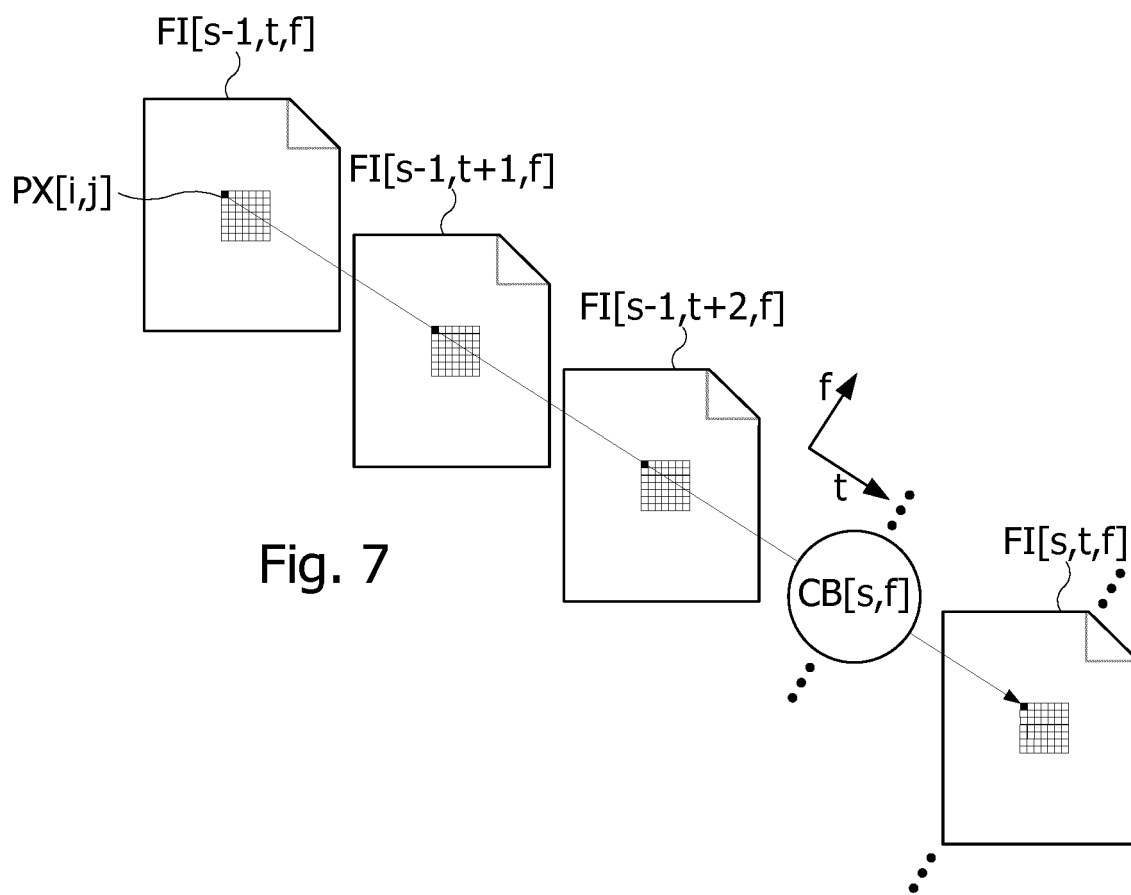 FI[s-1,t,f]
PX[i,j]
FI[s-1,t+1,f]
FI[s-1,t+2,f]
f
t
FI[s,t,f]
Fig. 7
CB[s,f]